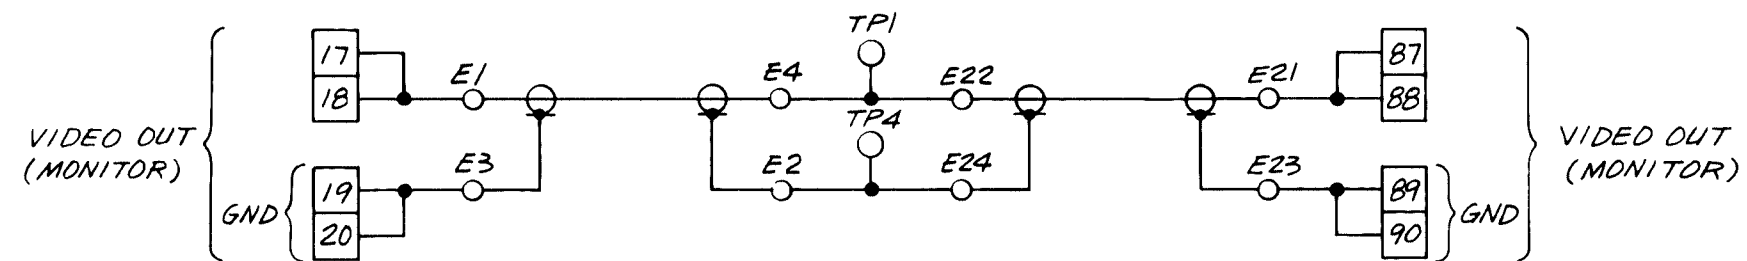 TP1
17
18
E1
E4
E22
E21
87
88
VIDEO OUT
(MONITOR)
TP4
VIDEO OUT
(MONITOR)
GND
19
20
E3
E2
E24
E23
89
90
GND